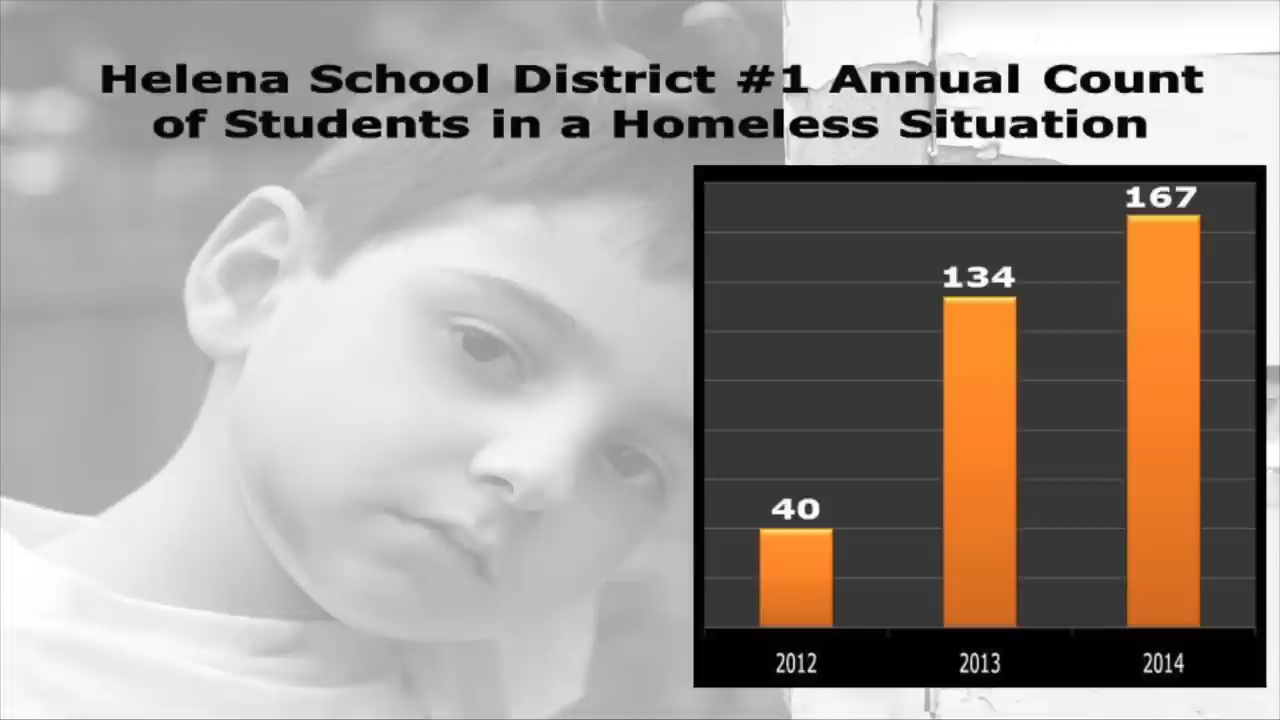 Helena School District #1 Annual Count
of Students in a Homeless Situation
167
134
40
2012 2013 2014